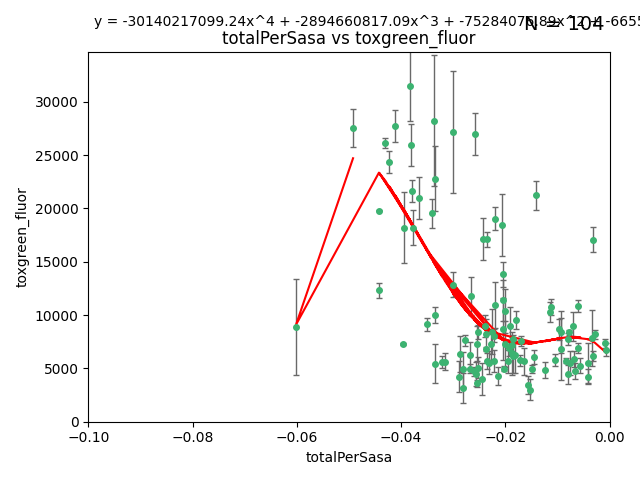 y = -30140217099.24x^4 + -2894660817.09x^3 +
N = 104
totalPerSasa vs toxgreen_fluor
toxgreen_fluor
35000
30000
25000
20000
15000
10000
5000
0
−0.10 −0.08 −0.06 −0.04 −0.02 0.00
totalPerSasa